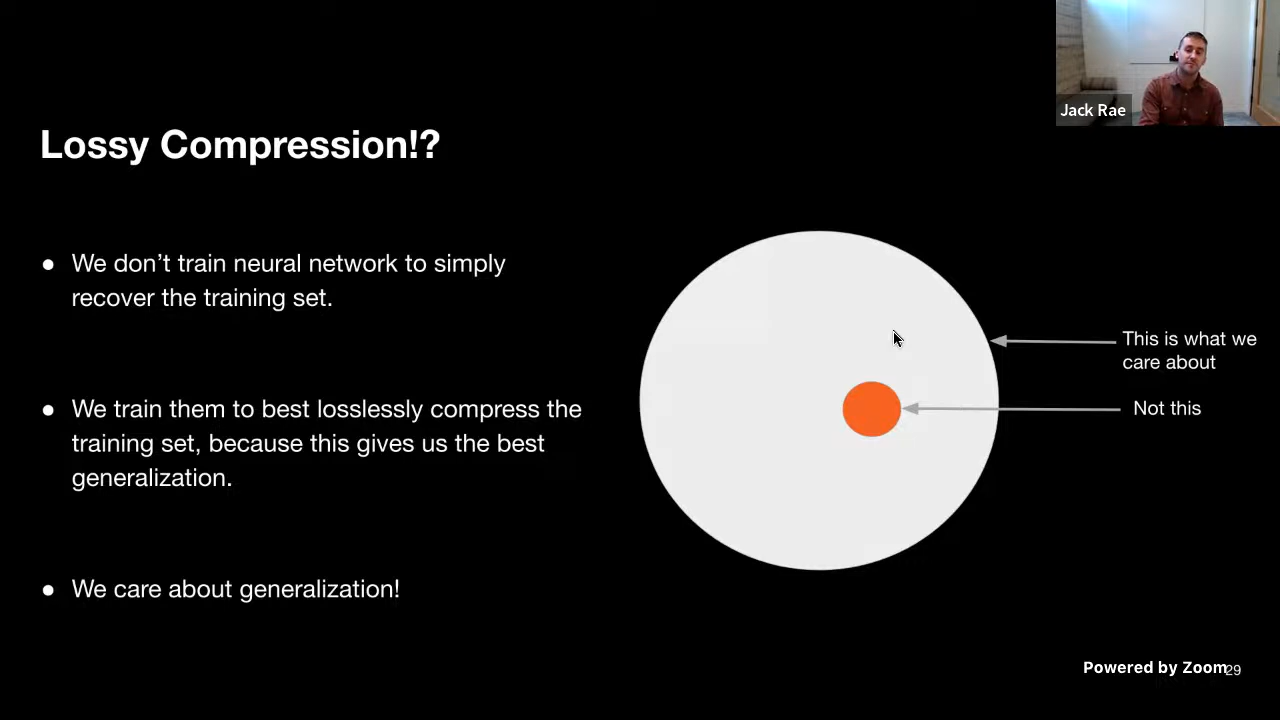 Jack Rae
Lossy Compression!?
● We don’t train neural network to simply
recover the training set.
● We train them to best losslessly compress the
training set, because this gives us the best
generalization.
● We care about generalization!
This is what we
care about
Not this
Powered by Zoom
29